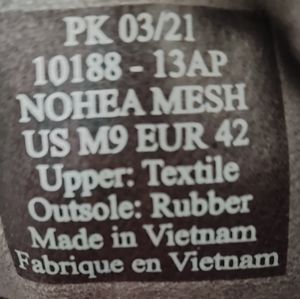 PK 03/21
10188 - 13AP
NOHEA MESH
US M9 EUR 42
Upper: Textile
Outsole: Rubber
Made in Vietnam
Fabrique en Vietnam